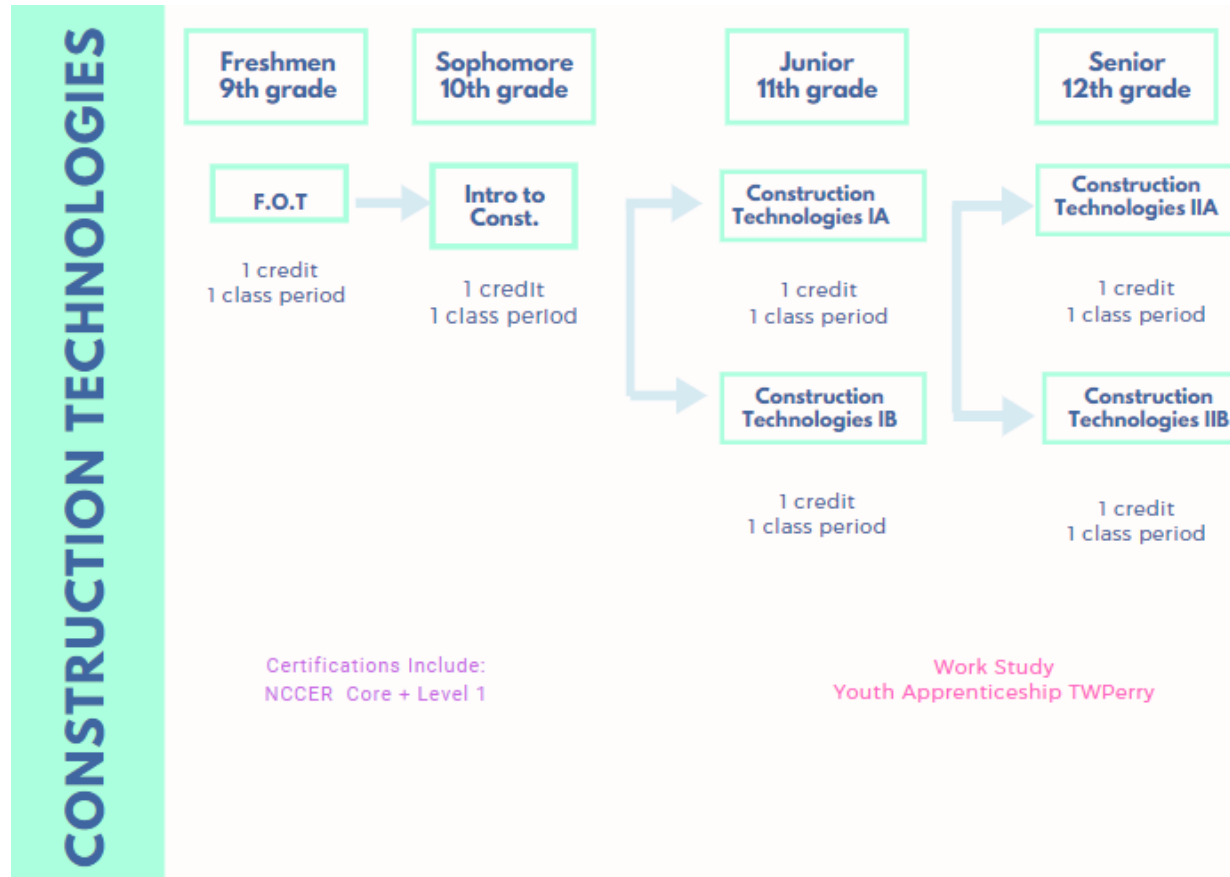 CONSTRUCTION TECHNOLOGIES
Freshmen
9th grade
Sophomore
10th grade
Junior
11th grade
Senior
12th grade
F.O.T
1 credit
1 class period
Intro to
Const.
1 credit
1 class period
Construction
Technologies IA
1 credit
1 class period
Construction
Technologies IB
1 credit
1 class period
Construction
Technologies IIA
1 credit
1 class period
Construction
Technologies IIB
1 credit
1 class period
Certifications Include:
NCCER Core + Level 1
Work Study
Youth Apprenticeship TWPerry